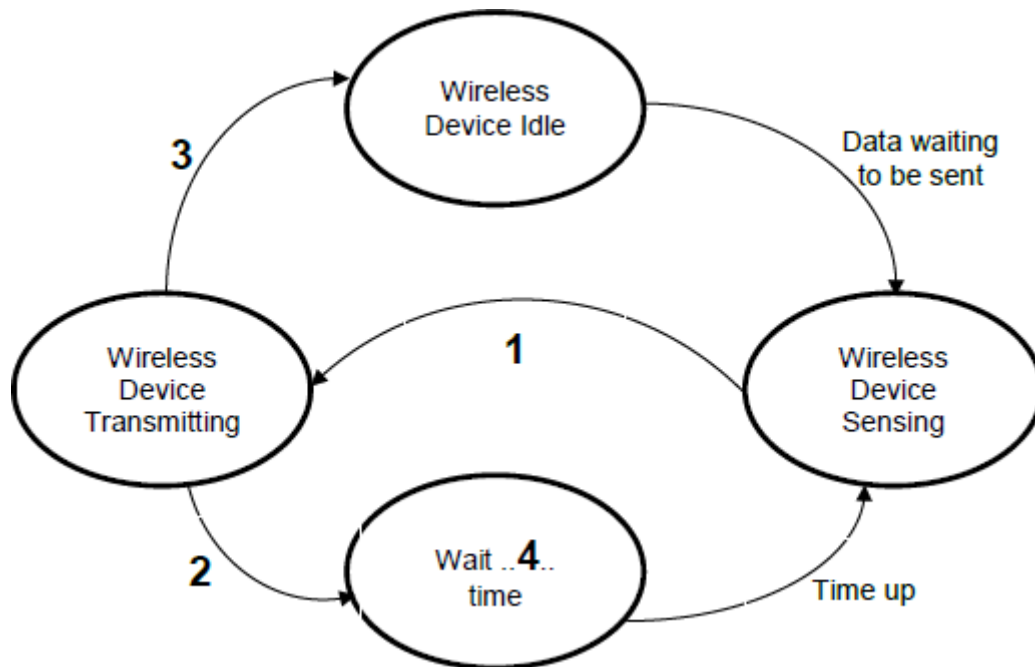 Wireless
Device Idle
3
Data waiting
to be sent
1
Wireless
Device
Transmitting
Wireless
Device
Sensing
2
Wait ..4..
time
Time up